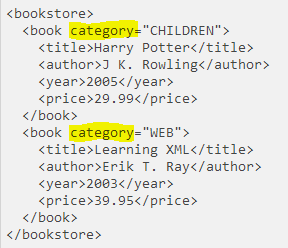 <bookstore>
  <book category="CHILDREN">
    <title>Harry Potter</title>
    <author>J K. Rowling</author>
    <year>2005</year>
    <price>29.99</price>
  </book>
  <book category="WEB">
    <title>Learning XML</title>
    <author>Erik T. Ray</author>
    <year>2003</year>
    <price>39.95</price>
  </book>
</bookstore>